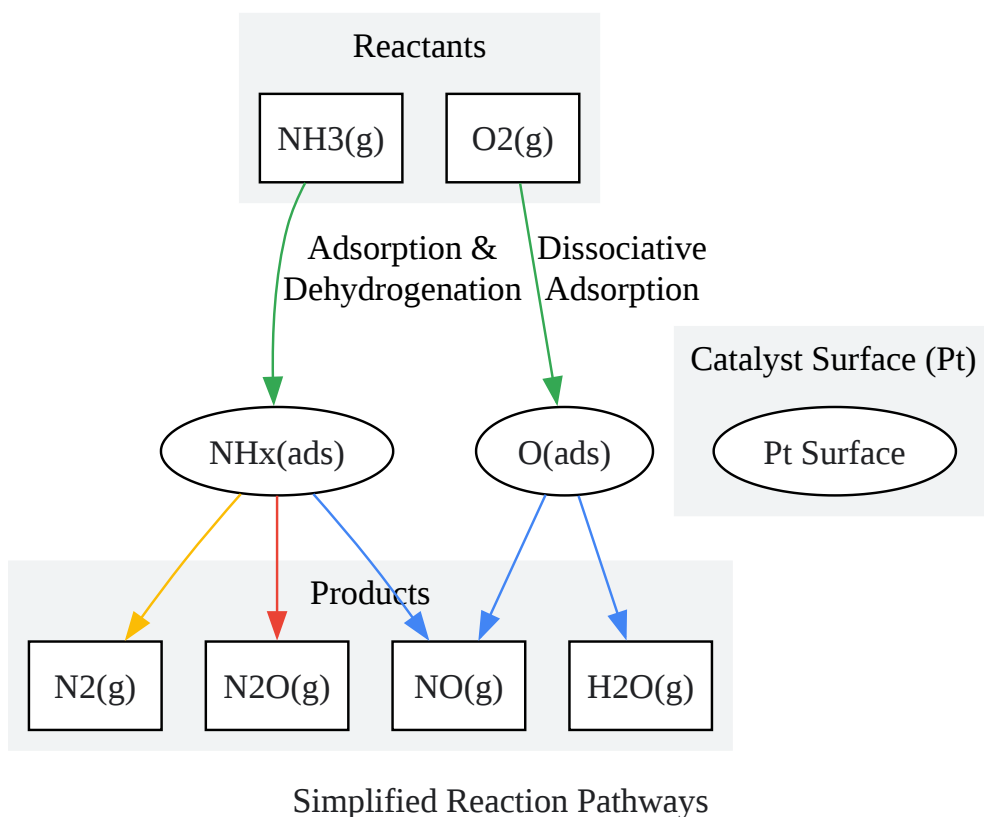 Reactants
NH3(g)
O2(g)
Adsorption &
Dehydrogenation
Dissociative
Adsorption
Catalyst Surface (Pt)
NHx(ads)
O(ads)
Pt Surface
Products
N2(g)
N2O(g)
NO(g)
H2O(g)
Simplified Reaction Pathways